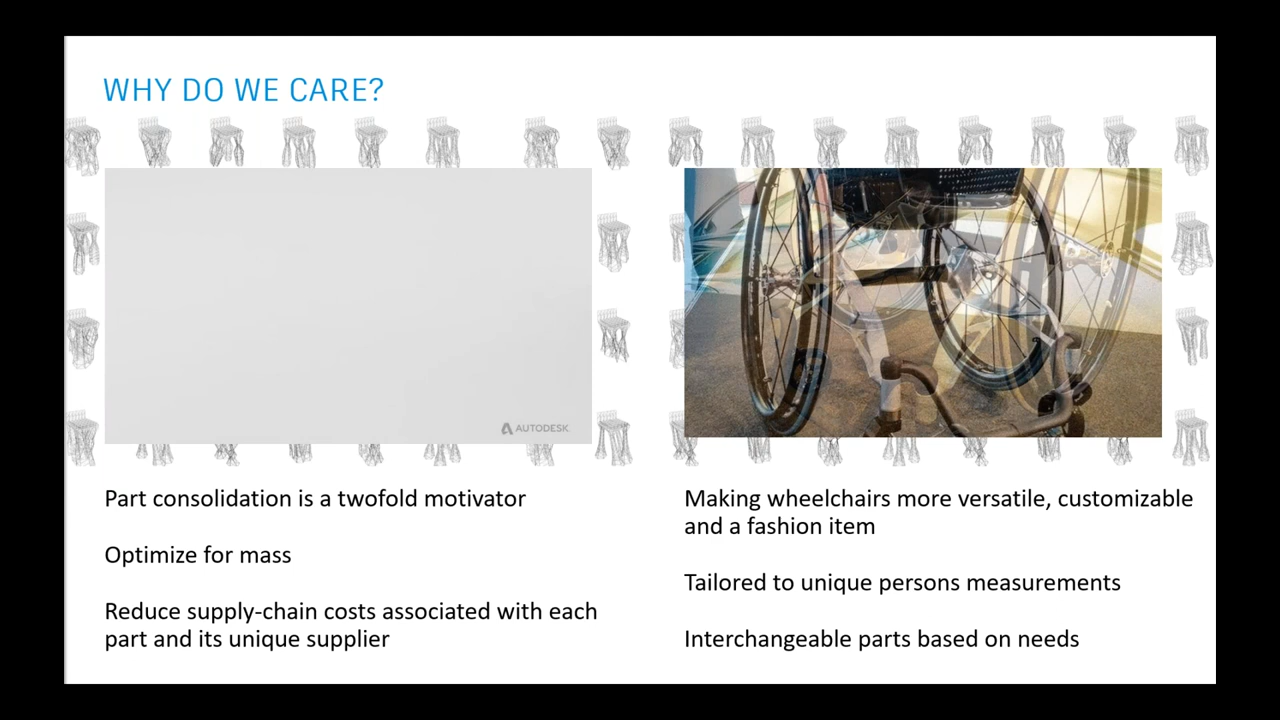 WHY DO WE CARE?
AUTODESK
Part consolidation is a twofold motivator
Optimize for mass
Reduce supply-chain costs associated with each
part and its unique supplier
Making wheelchairs more versatile, customizable
and a fashion item
Tailored to unique persons measurements
Interchangeable parts based on needs